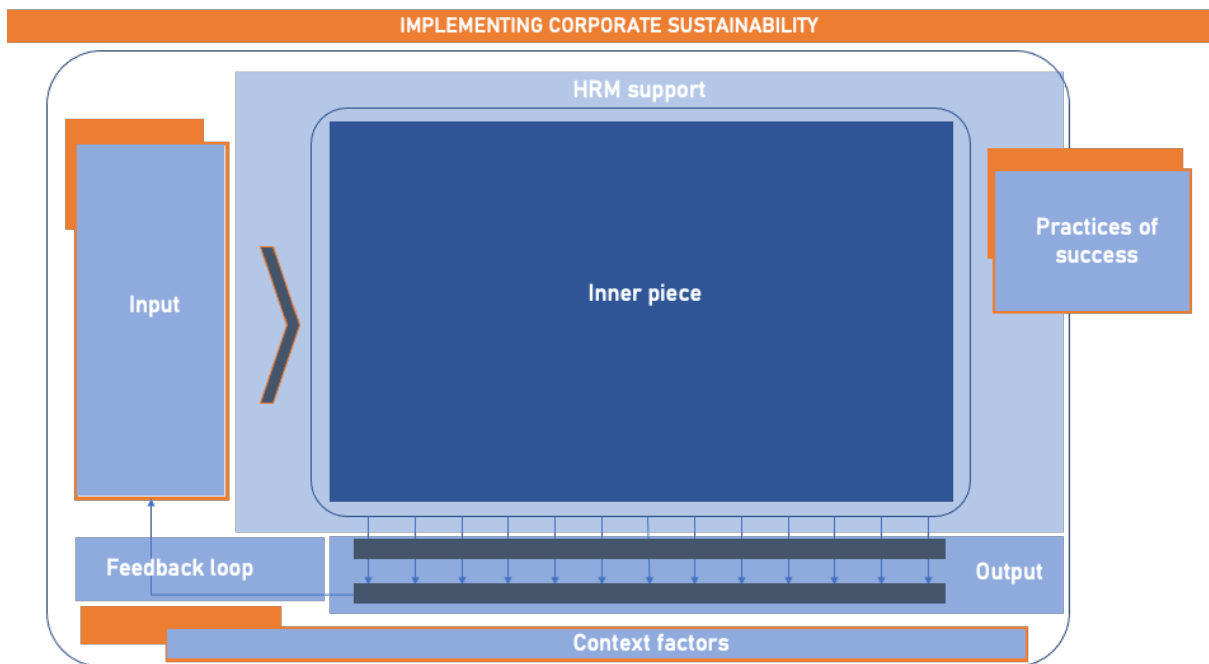 IMPLEMENTING CORPORATE SUSTAINABILITY
HRM support
Input
Inner piece
Practices of
success
Feedback loop
Output
Context factors